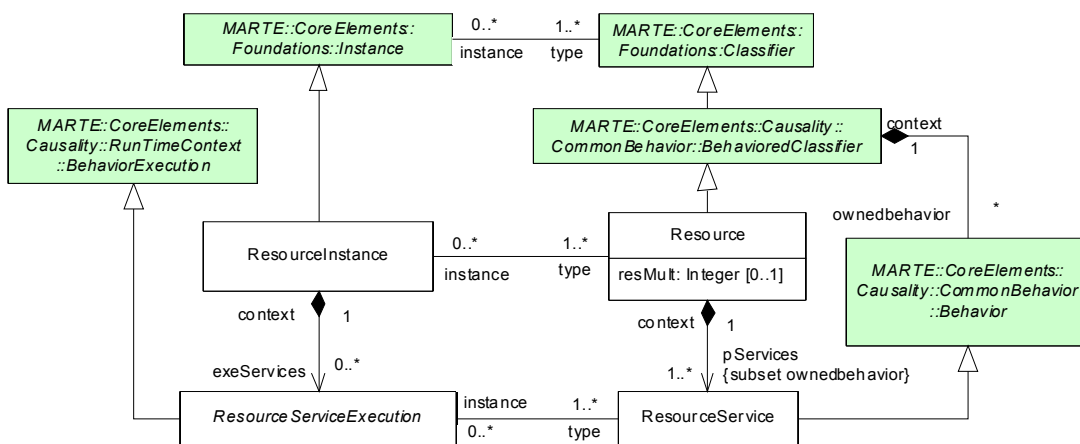 MARTE::CoreElements::
Foundations::Instance
0..*
1..*
instance
type
MARTE::CoreElements::
Foundations::Classifier
MARTE::CoreElements::
Causality::RunTimeContext
::BehaviorExecution
MARTE::CoreElements::Causality::
CommonBehavior::BehavioredClassifier
context
1
ownedbehavior
*
ResourceInstance
0..*
1..*
instance
type
Resource
resMult: Integer [0..1]
MARTE::CoreElements::
Causality::CommonBehavior
::Behavior
context
1
exeServices
0..*
context
1
pServices
{subset ownedbehavior}
1..*
ResourceServiceExecution
instance
1..*
0..*
type
ResourceService